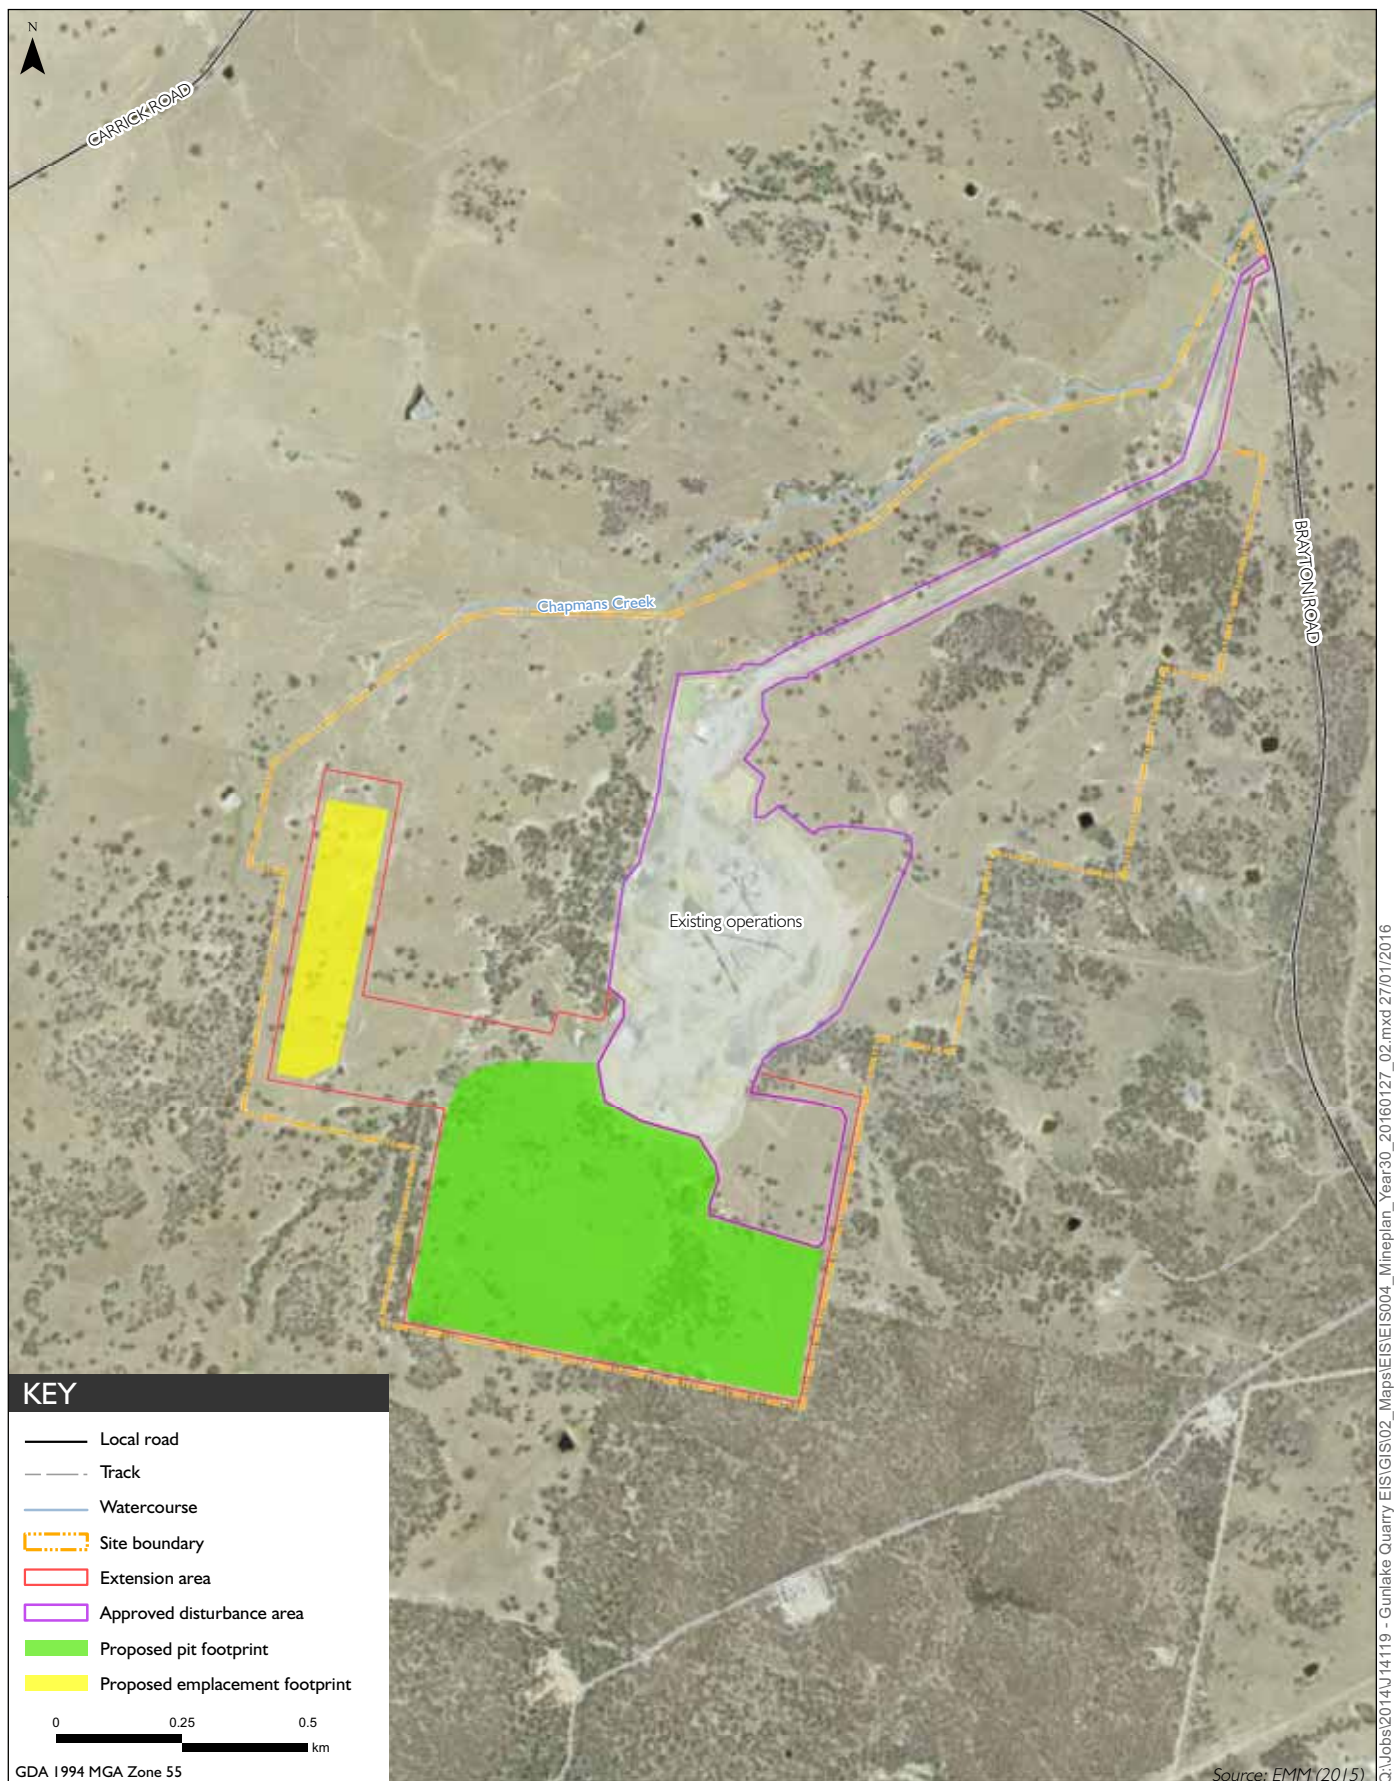 N
CARRICK ROAD
BRAYTON ROAD
Chapmans Creek
Existing operations
KEY
Local road
Track
Watercourse
Site boundary
Extension area
Approved disturbance area
Proposed pit footprint
Proposed emplacement footprint
0 0.25 0.5
km
GDA 1994 MGA Zone 55
Source: EMM (2015)
Q:\Jobs\2014\J14119 - Gunlake Quarry EIS\GIS\02_Maps\EIS\EIS004_Mineplan_Year30_20160127_02.mxd 27/01/2016